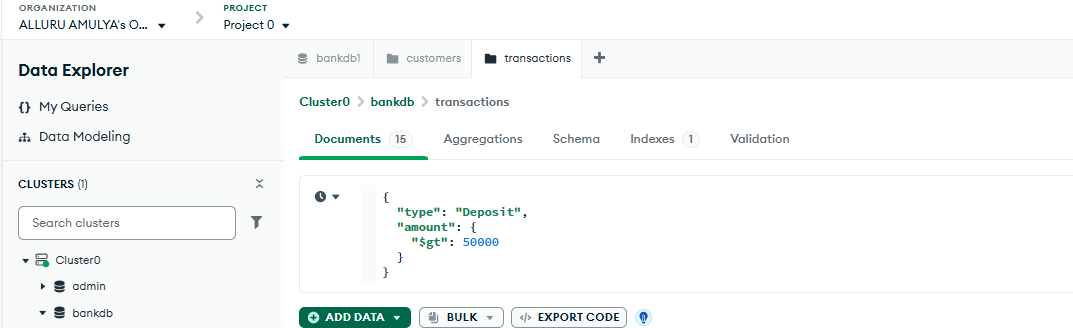 ORGANIZATION
ALLURU AMULYA's O...
PROJECT
Project 0
Data Explorer
My Queries
Data Modeling
CLUSTERS (1)
Search clusters
Cluster0
admin
bankdb
bankdb1
customers
transactions
Cluster0 > bankdb > transactions
Documents 15 Aggregations Schema Indexes 1 Validation
{
"type": "Deposit",
"amount": {
"$gt": 50000
}
}
ADD DATA BULK </> EXPORT CODE